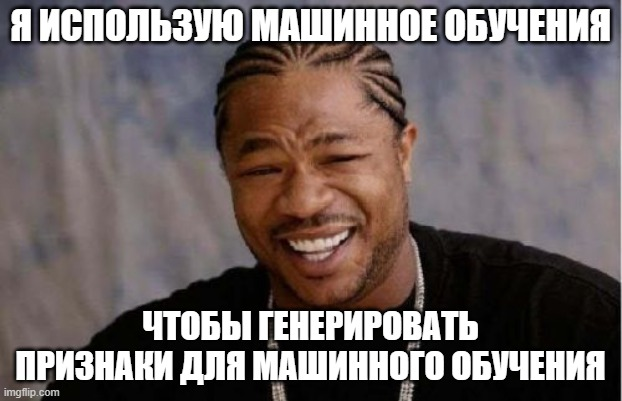 Я ИСПОЛЬЗУЮ МАШИННОЕ ОБУЧЕНИЯ
ЧТОБЫ ГЕНЕРИРОВАТЬ
ПРИЗНАКИ ДЛЯ МАШИННОГО ОБУЧЕНИЯ
imgflip.com